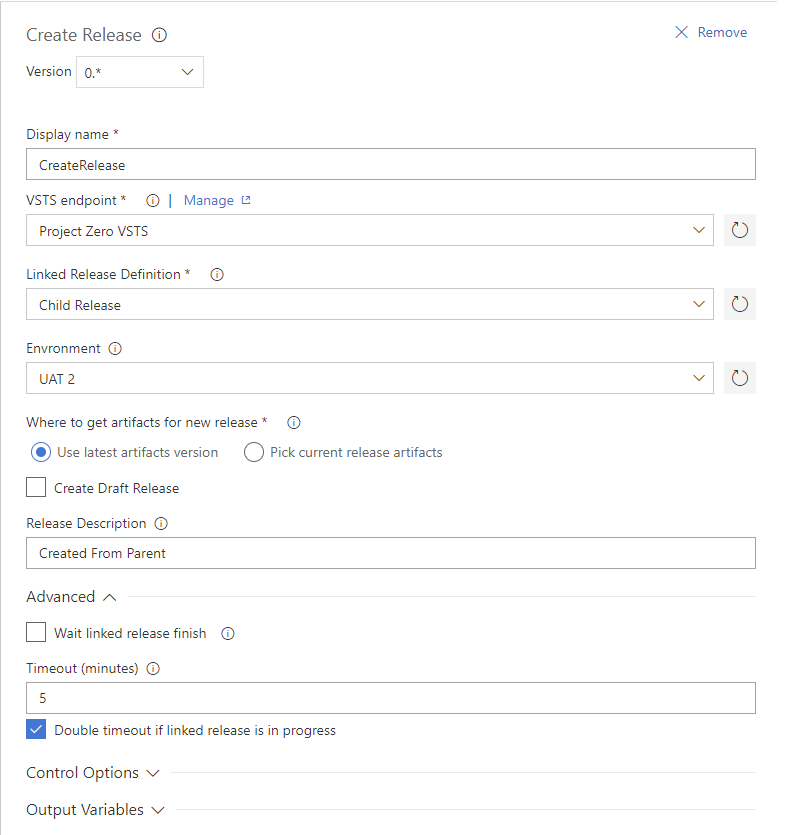 Create Release
Remove
Version 0.*
Display name *
CreateRelease
VSTS endpoint * | Manage
Project Zero VSTS
Linked Release Definition *
Child Release
Envronment
UAT 2
Where to get artifacts for new release *
Use latest artifacts version Pick current release artifacts
Create Draft Release
Release Description
Created From Parent
Advanced
Wait linked release finish
Timeout (minutes)
5
Double timeout if linked release is in progress
Control Options
Output Variables